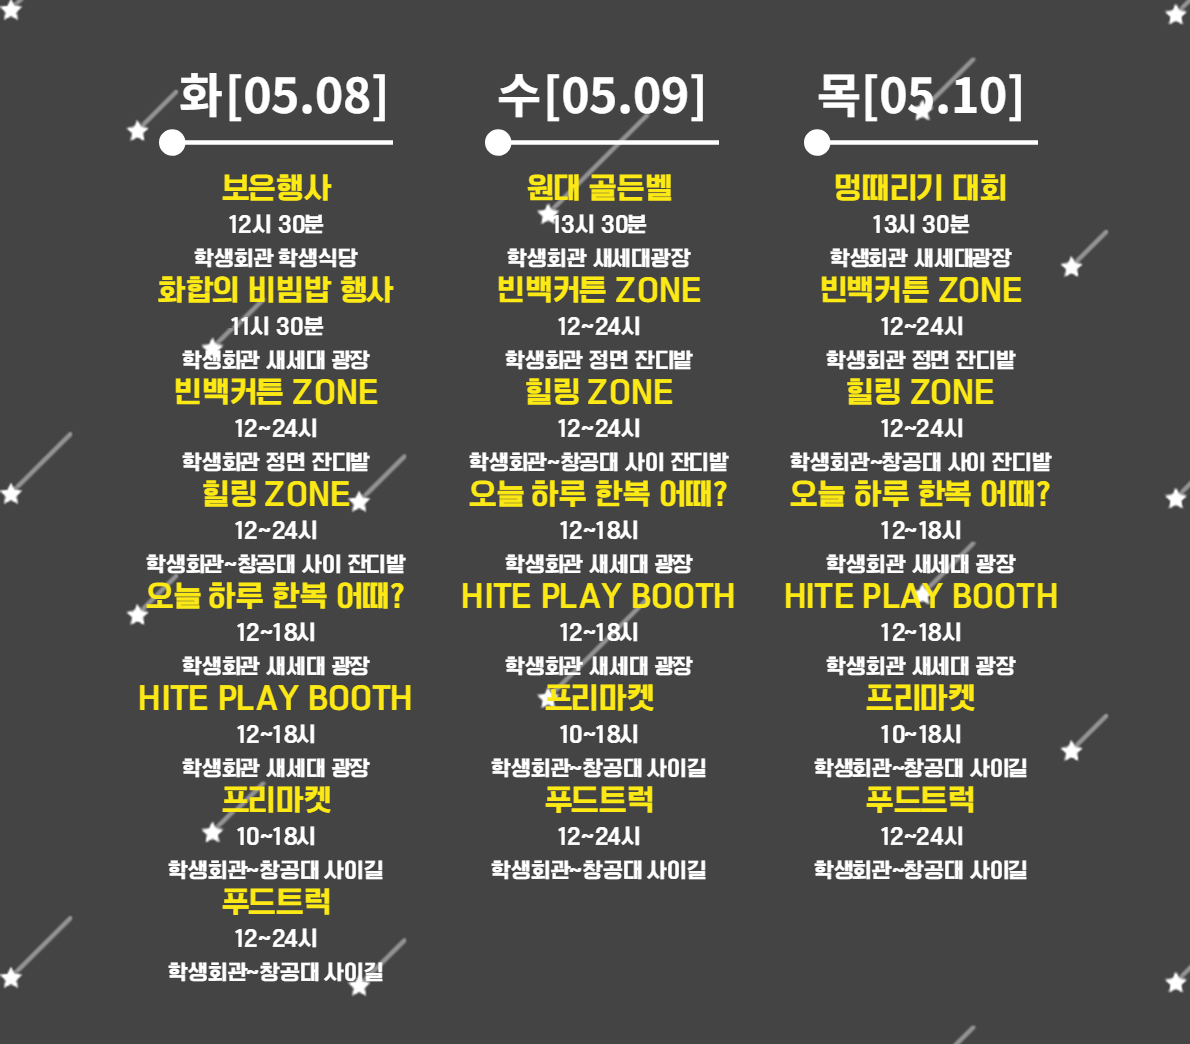 화[05.08]
보은행사
12시 30분
학생회관 학생식당
화합의 비빔밥 행사
11시 30분
학생회관 새세대 광장
빈백커튼 ZONE
12~24시
학생회관 정면 잔디밭
힐링 ZONE
12~24시
학생회관~창공대 사이 잔디밭
오늘 하루 한복 어때?
12~18시
학생회관 새세대 광장
HITE PLAY BOOTH
12~18시
학생회관 새세대 광장
프리마켓
10~18시
학생회관~창공대 사이길
푸드트럭
12~24시
학생회관~창공대 사이길
수[05.09]
원대 골든벨
13시 30분
학생회관 새세대광장
빈백커튼 ZONE
12~24시
학생회관 정면 잔디밭
힐링 ZONE
12~24시
학생회관~창공대 사이 잔디밭
오늘 하루 한복 어때?
12~18시
학생회관 새세대 광장
HITE PLAY BOOTH
12~18시
학생회관 새세대 광장
프리마켓
10~18시
학생회관~창공대 사이길
푸드트럭
12~24시
학생회관~창공대 사이길
목[05.10]
멍때리기 대회
13시 30분
학생회관 새세대광장
빈백커튼 ZONE
12~24시
학생회관 정면 잔디밭
힐링 ZONE
12~24시
학생회관~창공대 사이 잔디밭
오늘 하루 한복 어때?
12~18시
학생회관 새세대 광장
HITE PLAY BOOTH
12~18시
학생회관 새세대 광장
프리마켓
10~18시
학생회관~창공대 사이길
푸드트럭
12~24시
학생회관~창공대 사이길